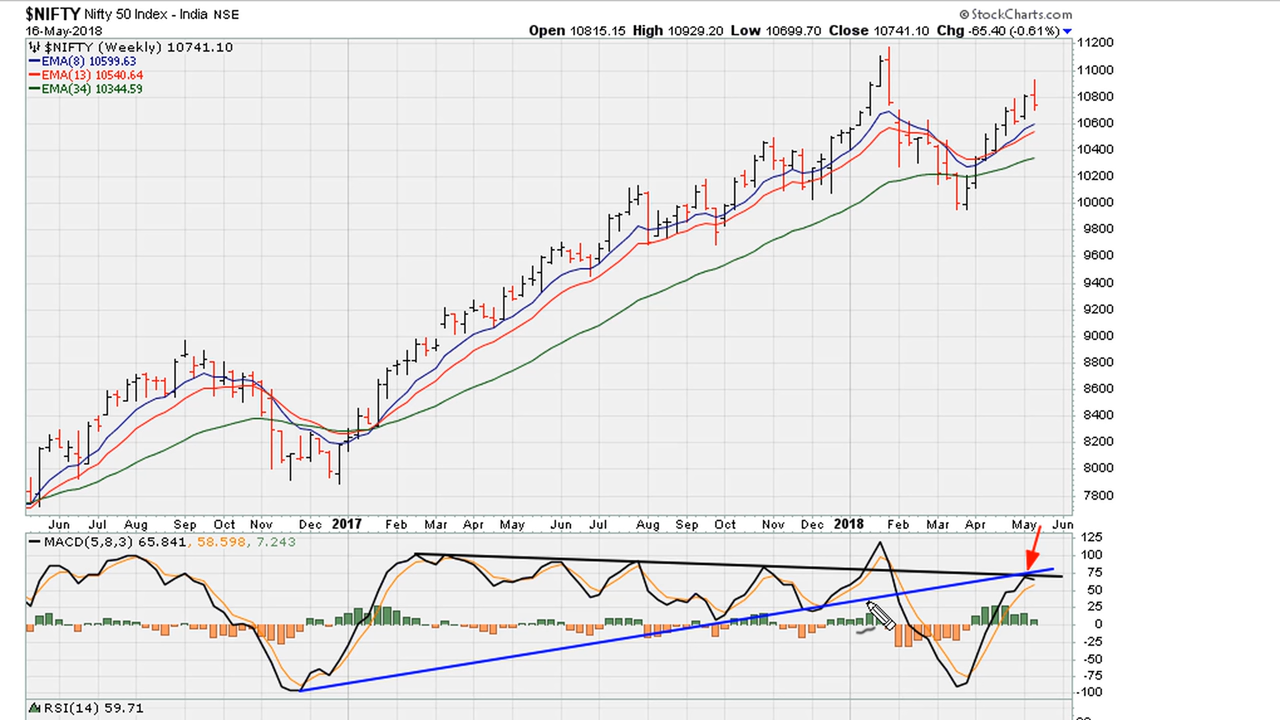 $NIFTY Nifty 50 Index - India NSE
© StockCharts.com
16-May-2018
Open 10815.15 High 10929.20 Low 10699.70 Close 10741.10 Chg -65.40 (-0.61%)
$NIFTY (Weekly) 10741.10
EMA(8) 10599.63
EMA(13) 10540.64
EMA(34) 10344.59
11200
11000
10800
10600
10400
10200
10000
9800
9600
9400
9200
9000
8800
8600
8400
8200
8000
7800
Jun Jul Aug Sep Oct Nov Dec 2017 Feb Mar Apr May Jun Jul Aug Sep Oct Nov Dec 2018 Feb Mar Apr May Jun
MACD(5,8,3) 65.841, 58.598, 7.243
125
100
75
50
25
0
-25
-50
-75
-100
RSI(14) 59.71